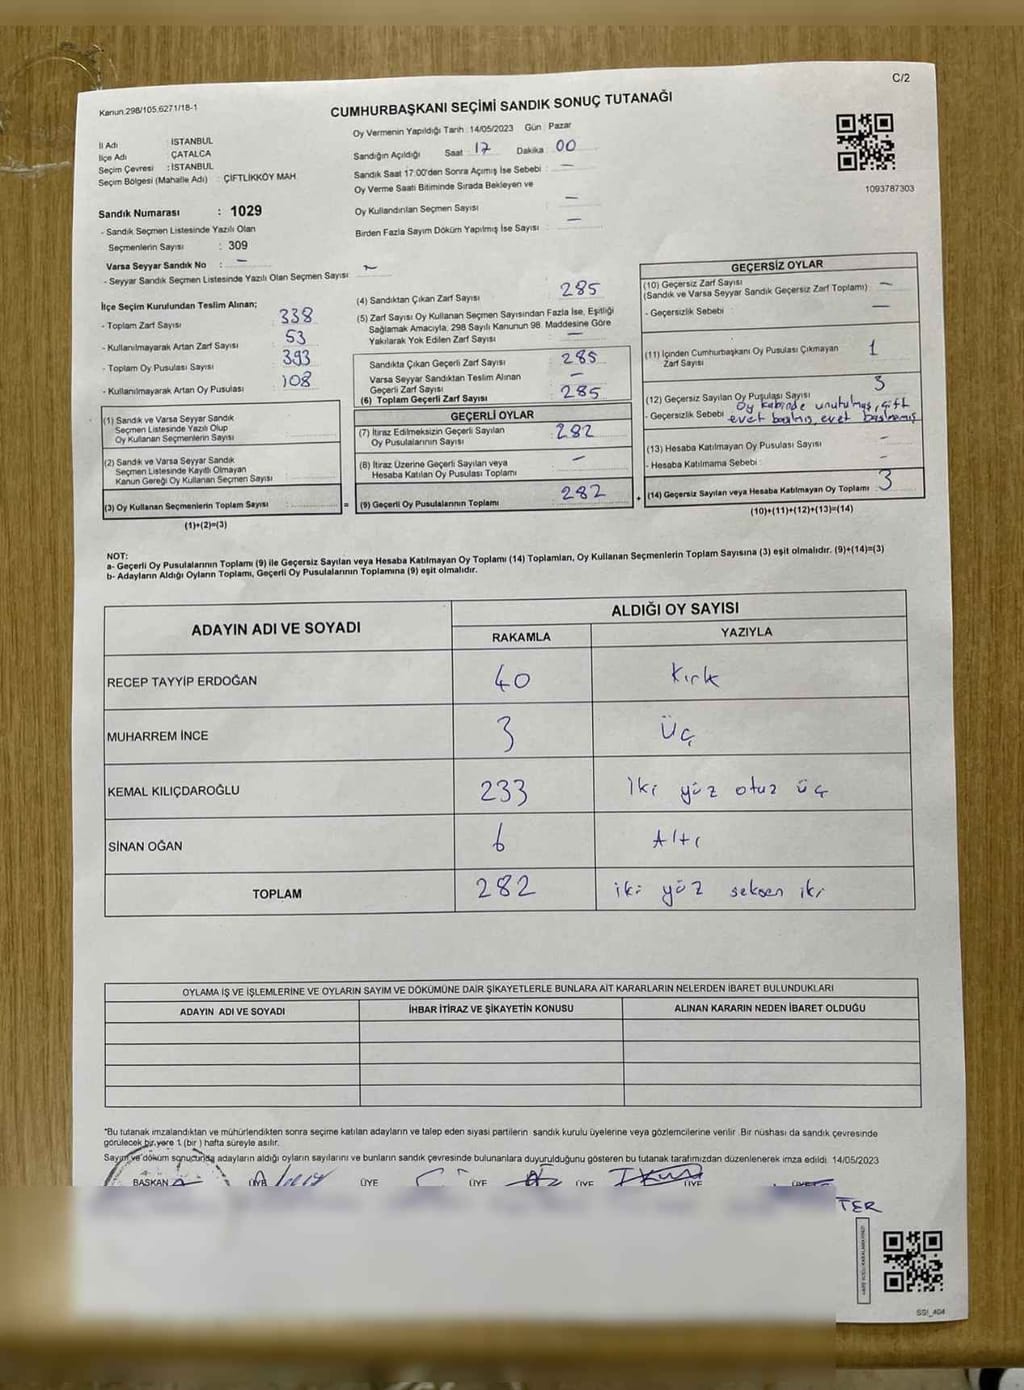 C/2
Kanun.298/105,6271/18-1
CUMHURBAŞKANI SEÇİMİ SANDIK SONUÇ TUTANAĞI
İl Adı İSTANBUL
İlçe Adı ÇATALCA
Seçim Çevresi : İSTANBUL
Seçim Bölgesi (Mahalle Adı) : ÇİFTLİKKÖY MAH
Oy Vermenin Yapıldığı Tarih :14/05/2023 Gün : Pazar
Sandığın Açıldığı Saat : 17 Dakika : 00
Sandık Saat 17:00'den Sonra Açımış İse Sebebi : —
Oy Verme Saati Bitiminde Sırada Bekleyen ve
Oy Kullandırılan Seçmen Sayısı —
Birden Fazla Sayım Döküm Yapılmış İse Sayısı : —
1093787303
Sandık Numarası : 1029
- Sandık Seçmen Listesinde Yazılı Olan
Seçmenlerin Sayısı : 309
Varsa Seyyar Sandık No : —
- Seyyar Sandık Seçmen Listesinde Yazılı Olan Seçmen Sayısı : ~
İlçe Seçim Kurulundan Teslim Alınan;
- Toplam Zarf Sayısı 338
- Kullanılmayarak Artan Zarf Sayısı 53
- Toplam Oy Pusulası Sayısı 393
- Kullanılmayarak Artan Oy Pusulası 108
(1) Sandık ve Varsa Seyyar Sandık
Seçmen Listesinde Yazılı Olup
Oy Kullanan Seçmenlerin Sayısı
(2) Sandık ve Varsa Seyyar Sandık
Seçmen Listesinde Kayıtlı Olmayan
Kanun Gereği Oy Kullanan Seçmen Sayısı
(3) Oy Kullanan Seçmenlerin Toplam Sayısı =
(1)+(2)=(3)
(4) Sandıktan Çıkan Zarf Sayısı 285
(5) Zarf Sayısı Oy Kullanan Seçmen Sayısından Fazla İse, Eşitliği
Sağlamak Amacıyla, 298 Sayılı Kanunun 98. Maddesine Göre
Yakılarak Yok Edilen Zarf Sayısı —
Sandıkta Çıkan Geçerli Zarf Sayısı 285
Varsa Seyyar Sandıktan Teslim Alınan
Geçerli Zarf Sayısı —
(6) Toplam Geçerli Zarf Sayısı 285
GEÇERLİ OYLAR
(7) İtiraz Edilmeksizin Geçerli Sayılan
Oy Pusulalarının Sayısı 282
(8) İtiraz Üzerine Geçerli Sayılan veya
Hesaba Katılan Oy Pusulası Toplamı —
(9) Geçerli Oy Pusulalarının Toplamı 282 +
GEÇERSİZ OYLAR
(10) Geçersiz Zarf Sayısı
(Sandık ve Varsa Seyyar Sandık Geçersiz Zarf Toplamı) —
- Geçersizlik Sebebi —
(11) İçinden Cumhurbaşkanı Oy Pusulası Çıkmayan
Zarf Sayısı 1
(12) Geçersiz Sayılan Oy Pusulası Sayısı 3
- Geçersizlik Sebebi Oy kabinde unutulmuş, çift
evet basılmış, evet basılmamış
(13) Hesaba Katılmayan Oy Pusulası Sayısı —
- Hesaba Katılmama Sebebi : —
(14) Geçersiz Sayılan veya Hesaba Katılmayan Oy Toplamı 3
(10)+(11)+(12)+(13)=(14)
NOT:
a- Geçerli Oy Pusulalarının Toplamı (9) ile Geçersiz Sayılan veya Hesaba Katılmayan Oy Toplamı (14) Toplamları, Oy Kullanan Seçmenlerin Toplam Sayısına (3) eşit olmalıdır. (9)+(14)=(3)
b- Adayların Aldığı Oyların Toplamı, Geçerli Oy Pusulalarının Toplamına (9) eşit olmalıdır.
ADAYIN ADI VE SOYADI
ALDIĞI OY SAYISI
RAKAMLA YAZIYLA
RECEP TAYYİP ERDOĞAN 40 Kırk
MUHARREM İNCE 3 Üç
KEMAL KILIÇDAROĞLU 233 İki yüz otuz üç
SİNAN OĞAN 6 Altı
TOPLAM 282 iki yüz seksen iki
OYLAMA İŞ VE İŞLEMLERİNE VE OYLARIN SAYIM VE DÖKÜMÜNE DAİR ŞİKAYETLERLE BUNLARA AİT KARARLARIN NELERDEN İBARET BULUNDUKLARI
ADAYIN ADI VE SOYADI İHBAR İTİRAZ VE ŞİKAYETİN KONUSU ALINAN KARARIN NEDEN İBARET OLDUĞU
*Bu tutanak imzalandıktan ve mühürlendikten sonra seçime katılan adayların ve talep eden siyasi partilerin sandık kurulu üyelerine veya gözlemcilerine verilir .Bir nüshası da sandık çevresinde
görülecek bir yere 1 (bir ) hafta süreyle asılır.
Sayım ve döküm sonucunda adayların aldığı oyların sayılarını ve bunların sandık çevresinde bulunanlara duyurulduğunu gösteren bu tutanak tarafımızdan düzenlenerek imza edildi. 14/05/2023
BAŞKAN ÜYE ÜYE ÜYE ÜYE ÜYE
TER
SGI_404